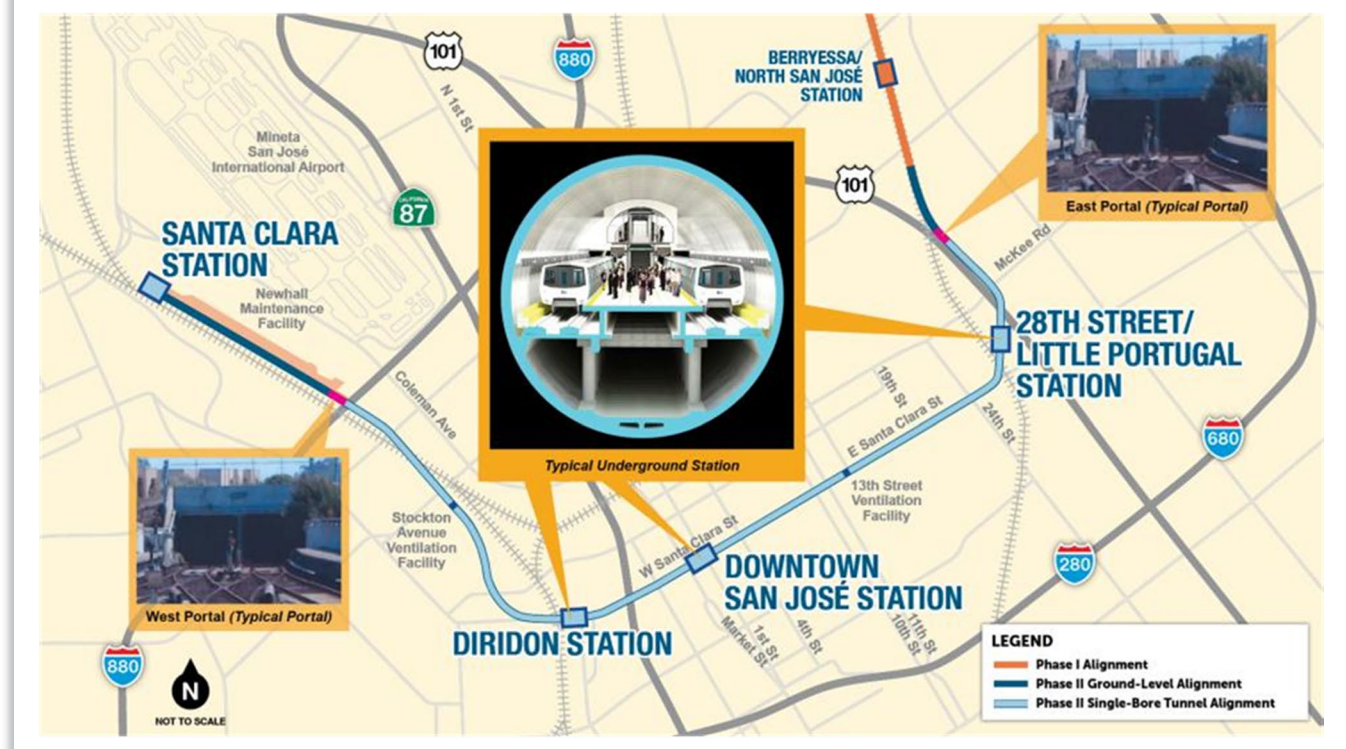 101
880
BERRYESSA/
NORTH SAN JOSÉ
STATION
N 1st St
Mineta
San José
International Airport
CALIFORNIA
87
101
East Portal (Typical Portal)
McKee Rd
SANTA CLARA
STATION
Newhall
Maintenance
Facility
28TH STREET/
LITTLE PORTUGAL
STATION
Coleman Ave
19th St
24th St
E Santa Clara St
680
Typical Underground Station
13th Street
Ventilation
Facility
Stockton
Avenue
Ventilation
Facility
W Santa Clara St
280
DOWNTOWN
SAN JOSÉ STATION
West Portal (Typical Portal)
DIRIDON STATION
Market St
1st St
4th St
10th St
11th St
880
N
NOT TO SCALE
LEGEND
Phase I Alignment
Phase II Ground-Level Alignment
Phase II Single-Bore Tunnel Alignment